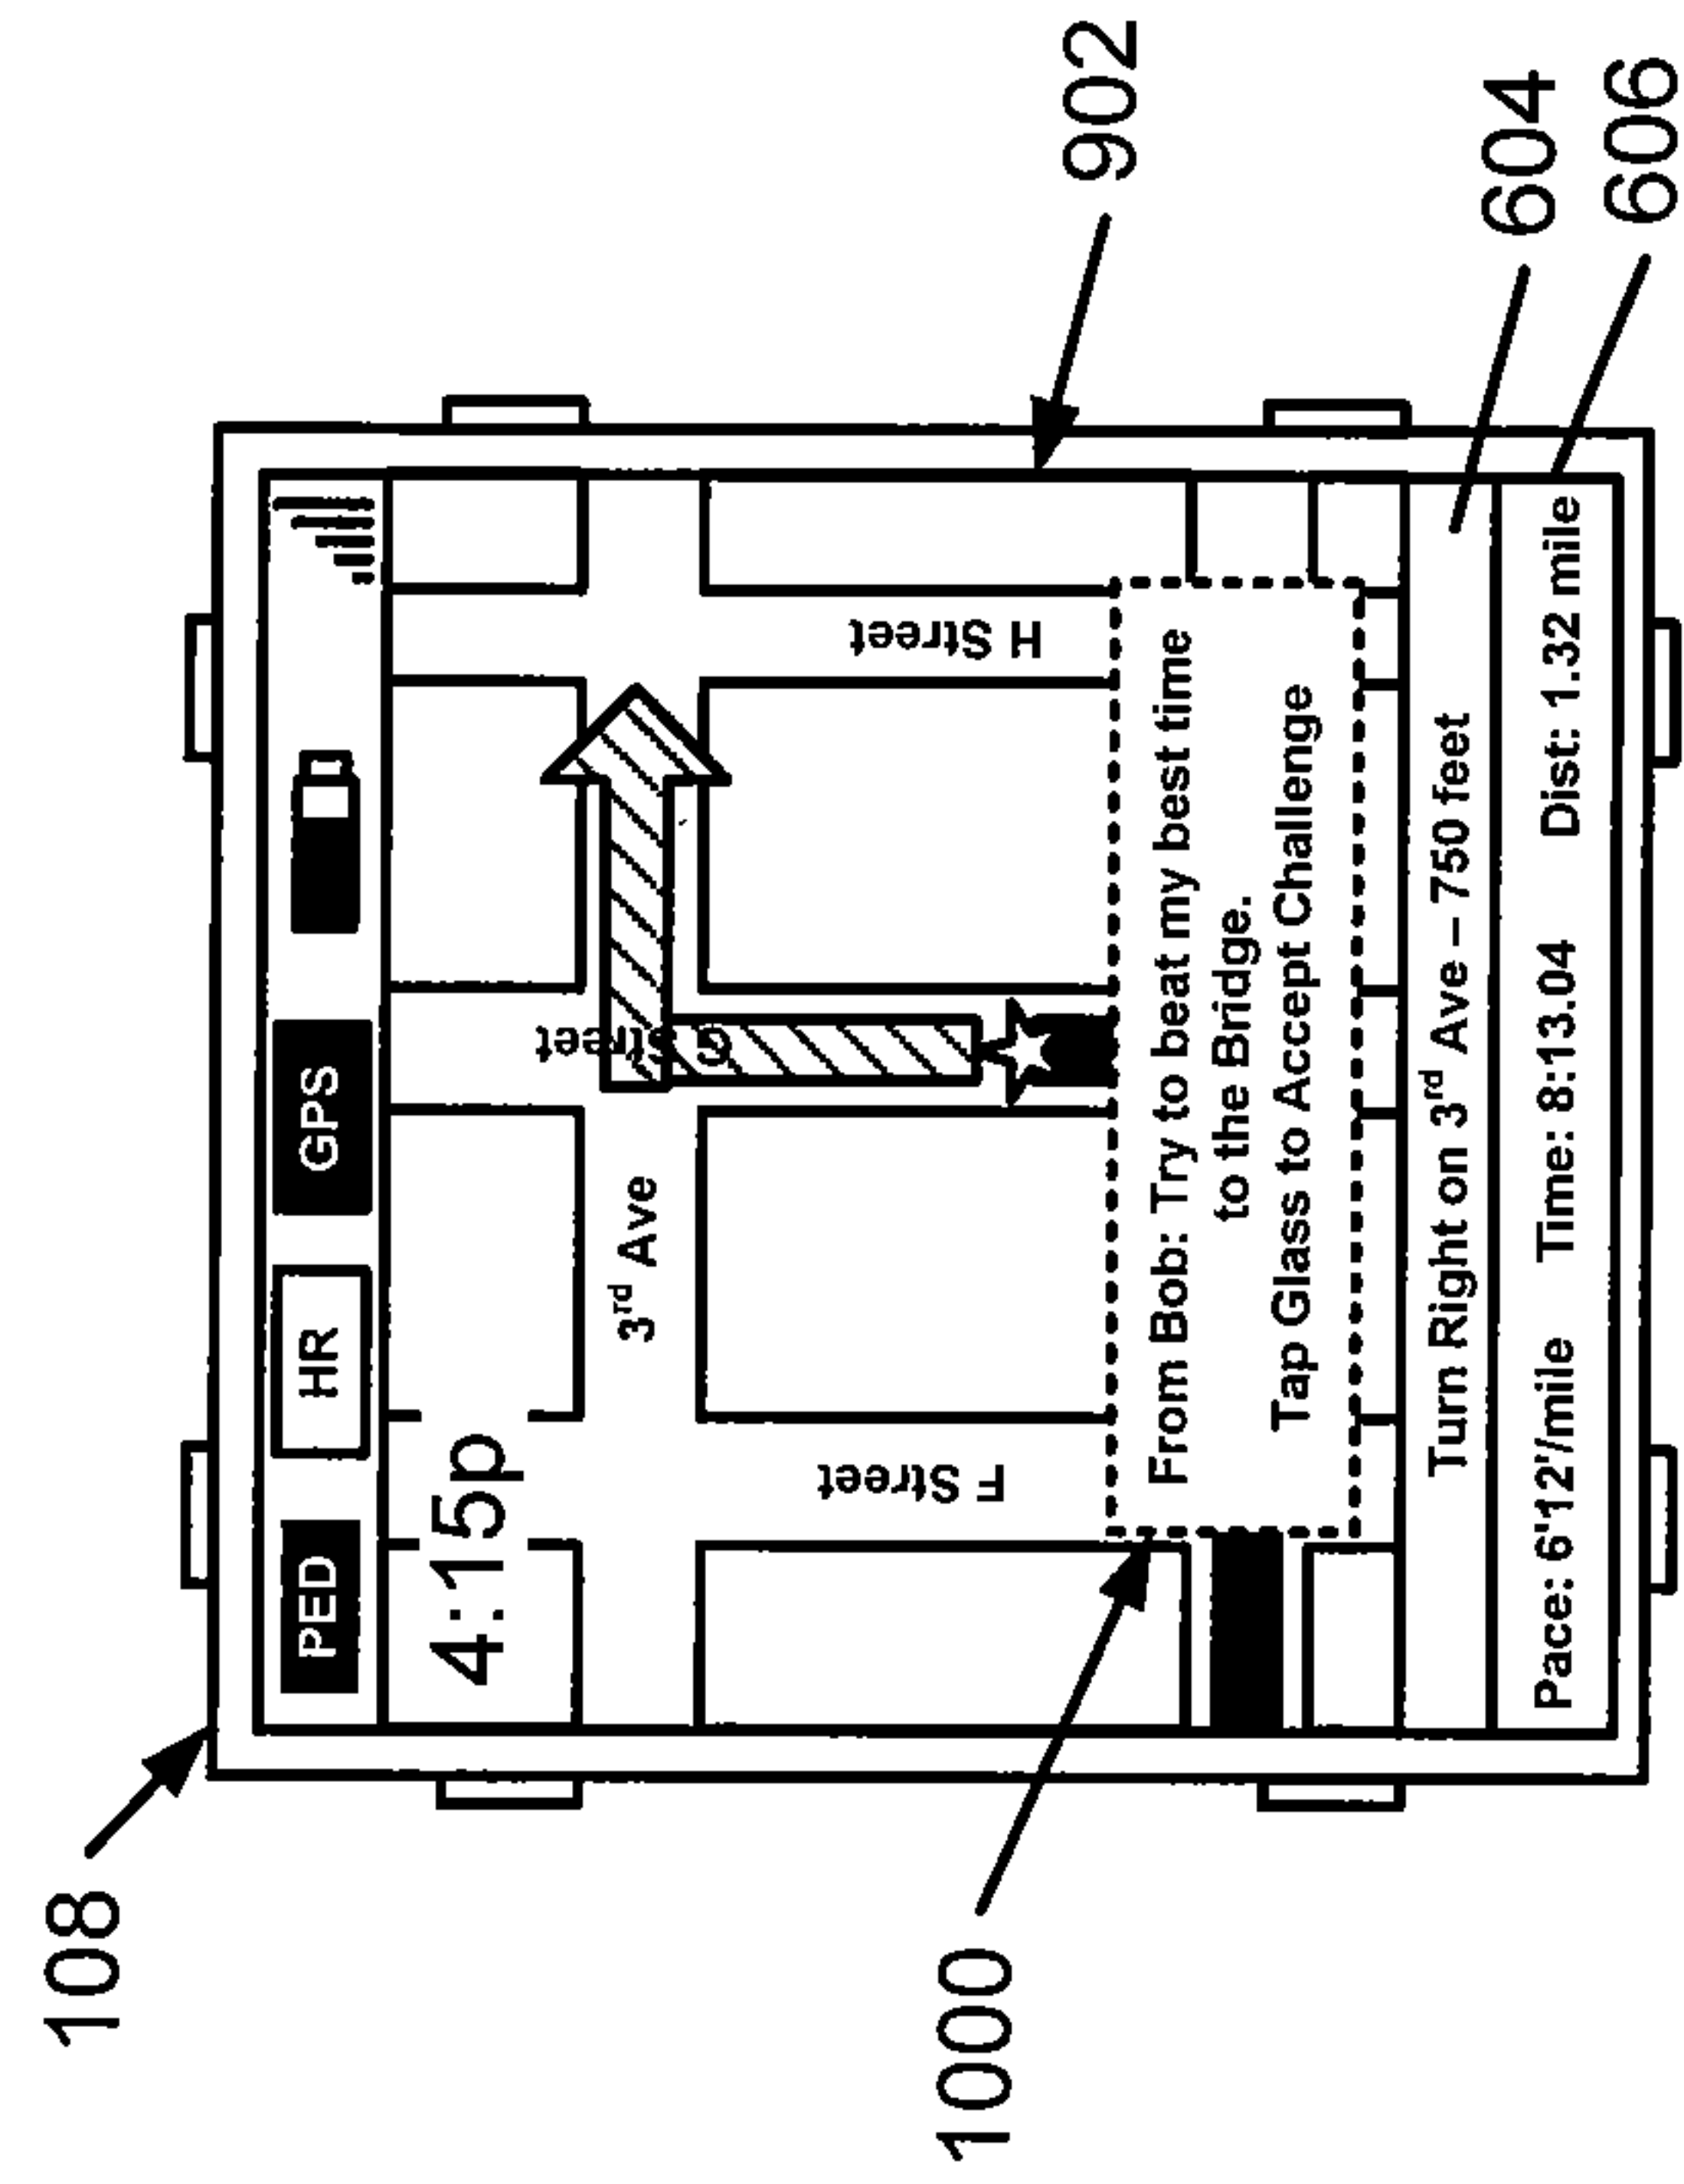 108
PED HR GPS
4:15p
3rd Ave
F Street
G Street
H Street
902
1000
From Bob: Try to beat my best time
to the Bridge.
Tap Glass to Accept Challenge
Turn Right on 3rd Ave – 750 feet
604
Pace: 6'12'/mile Time: 8:13.04 Dist: 1.32 mile
606